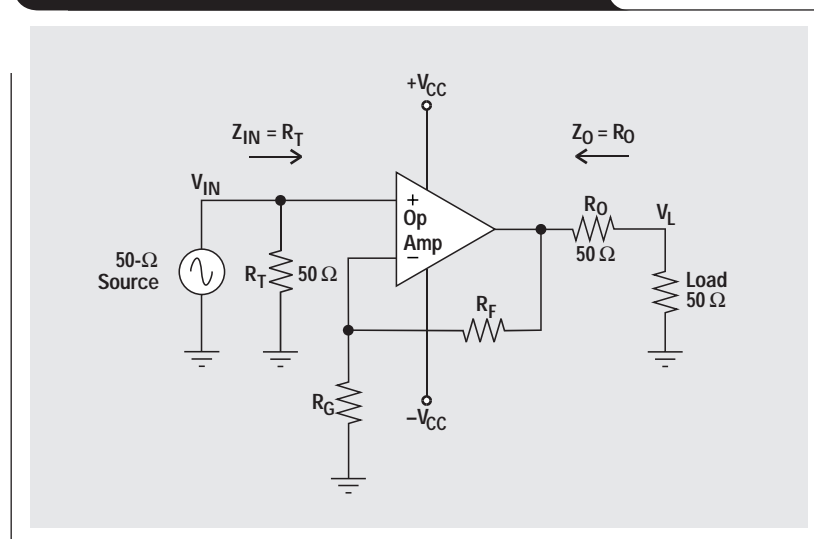 +VCC
ZIN = RT
ZO = RO
VIN
+
Op
Amp
−
RO
50 Ω
VL
50-Ω
Source
RT 50 Ω
Load
50 Ω
RF
RG
−VCC